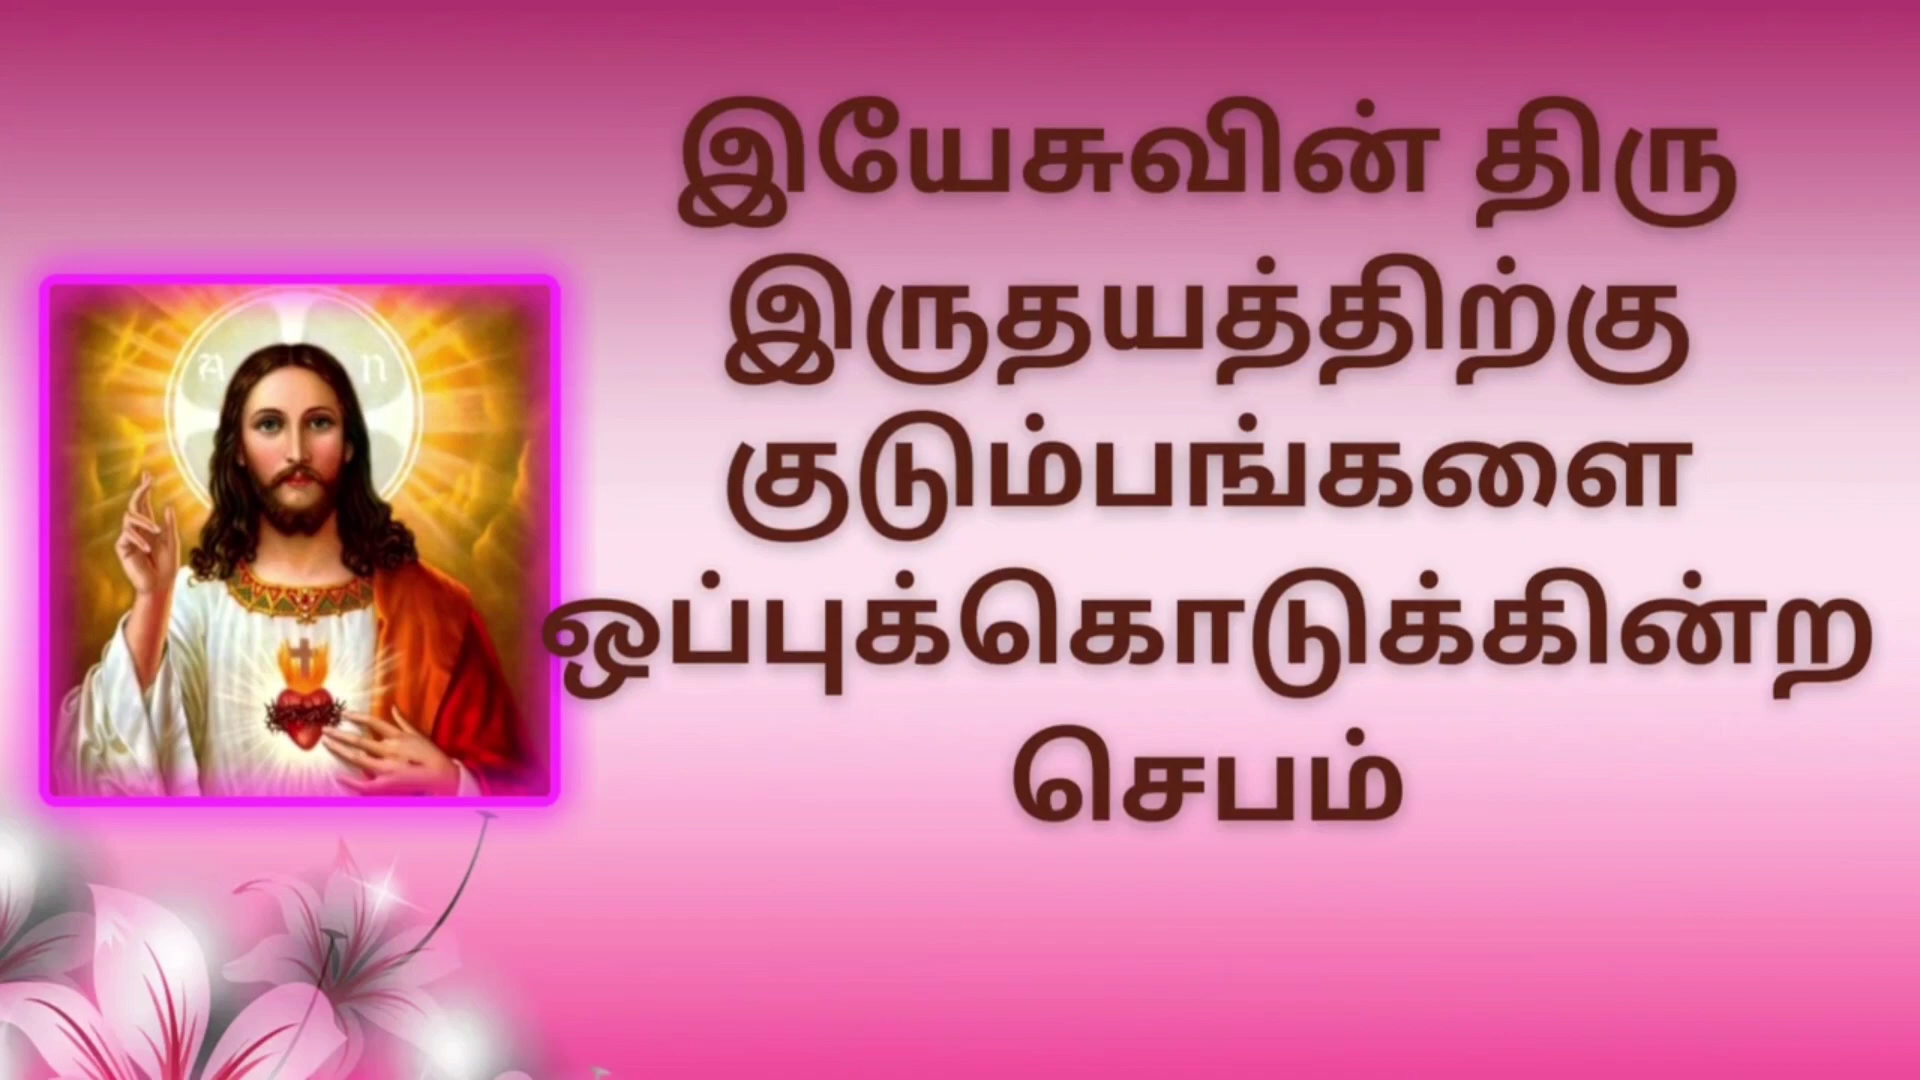 இயேசுவின் திரு
இருதயத்திற்கு
குடும்பங்களை
ஒப்புக்கொடுக்கின்ற
செபம்